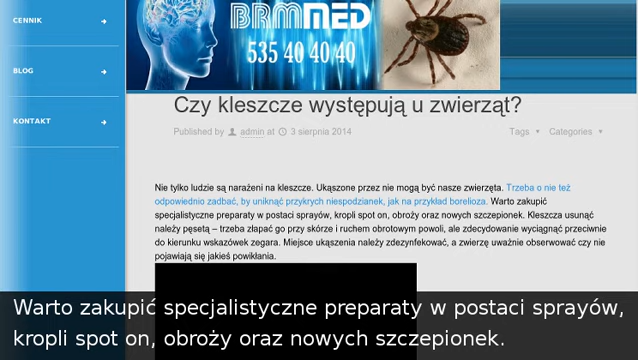 CENNIK
BLOG
KONTAKT
BRMMED
535 40 40 40
Czy kleszcze występują u zwierząt?
Published by admin at 3 sierpnia 2014 Tags Categories
Nie tylko ludzie są narażeni na kleszcze. Ukąszone przez nie mogą być nasze zwierzęta. Trzeba o nie też
odpowiednio zadbać, by uniknąć przykrych niespodzianek, jak na przykład borelioza. Warto zakupić
specjalistyczne preparaty w postaci sprayów, kropli spot on, obroży oraz nowych szczepionek. Kleszcza usunąć
należy pęsetą – trzeba złapać go przy skórze i ruchem obrotowym powoli, ale zdecydowanie wyciągnąć przeciwnie
do kierunku wskazówek zegara. Miejsce ukąszenia należy zdezynfekować, a zwierzę uważnie obserwować czy nie
pojawiają się jakieś powikłania.
Warto zakupić specjalistyczne preparaty w postaci sprayów,
kropli spot on, obroży oraz nowych szczepionek.